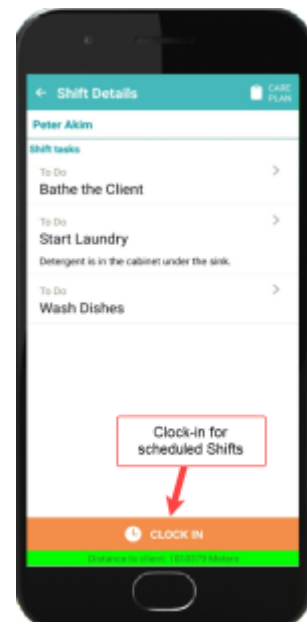 ← Shift Details
CARE
PLAN
Peter Akim
Shift tasks
To Do
Bathe the Client
To Do
Start Laundry
Detergent is in the cabinet under the sink.
To Do
Wash Dishes
Clock-in for
scheduled Shifts
CLOCK IN
Distance to client: Meters